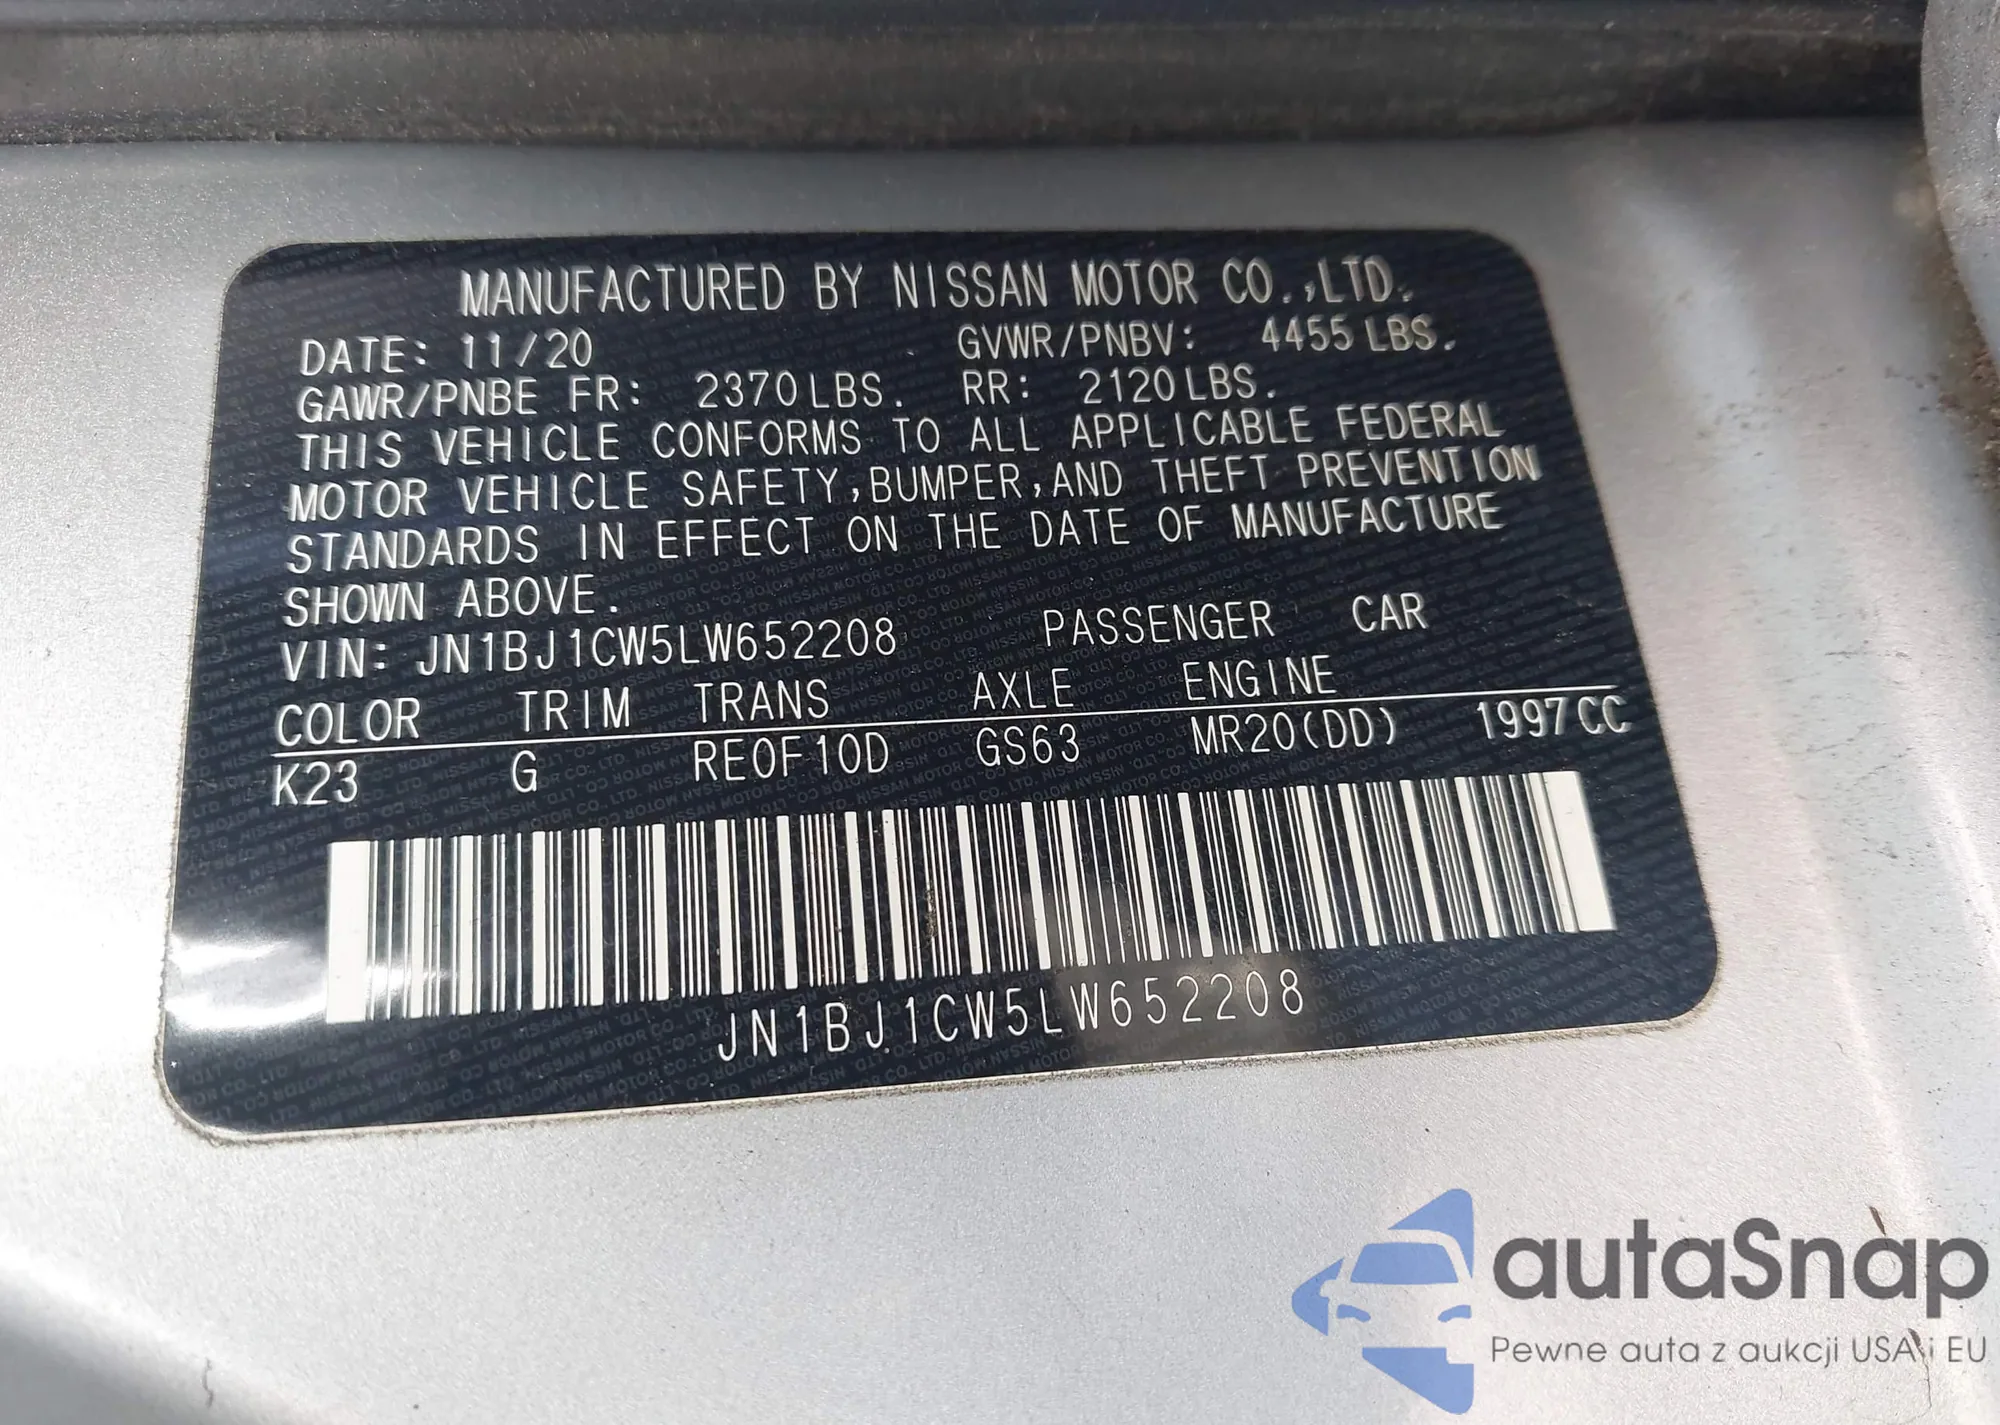 MANUFACTURED BY NISSAN MOTOR CO.,LTD.
DATE: 11/20 GVWR/PNBV: 4455 LBS.
GAWR/PNBE FR: 2370 LBS. RR: 2120 LBS.
THIS VEHICLE CONFORMS TO ALL APPLICABLE FEDERAL
MOTOR VEHICLE SAFETY,BUMPER,AND THEFT PREVENTION
STANDARDS IN EFFECT ON THE DATE OF MANUFACTURE
SHOWN ABOVE.
VIN: JN1BJ1CW5LW652208 PASSENGER CAR
COLOR TRIM TRANS AXLE ENGINE
K23 G RE0F10D GS63 MR20(DD) 1997 CC
JN1BJ1CW5LW652208
autaSnap
Pewne auta z aukcji USA i EU